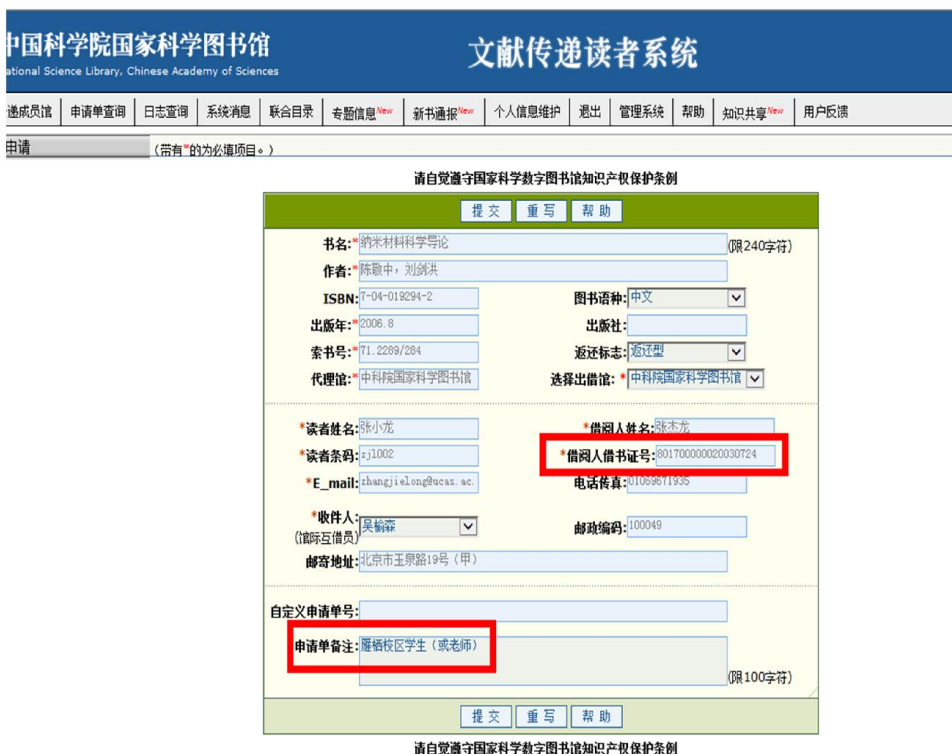 中国科学院国家科学图书馆
ational Science Library, Chinese Academy of Sciences
文献传递读者系统
递成员馆 申请单查询 日志查询 系统消息 联合目录 专题信息New 新书通报New 个人信息维护 退出 管理系统 帮助 知识共享New 用户反馈
申请 (带有*的为必填项目。)
请自觉遵守国家科学数字图书馆知识产权保护条例
提交 重写 帮助
书名:*纳米材料科学导论 (限240字符)
作者:*陈敬中,刘剑洪
ISBN:7-04-019294-2 图书语种:中文
出版年:*2006.8 出版社:
索书号:*71.2289/284 返还标志:返还型
代理馆:*中科院国家科学图书馆 选择出借馆:*中科院国家科学图书馆
*读者姓名:张小龙 *借阅人姓名:张杰龙
*读者条码:zjl002 *借阅人借书证号:801700000020030724
*E_mail:zhangjielong@ucas.ac. 电话传真:01069671935
*收件人:吴榆森 邮政编码:100049
(馆际互借员)
邮寄地址:北京市玉泉路19号(甲)
自定义申请单号:
申请单备注:雁栖校区学生(或老师)
(限100字符)
提交 重写 帮助
请自觉遵守国家科学数字图书馆知识产权保护条例